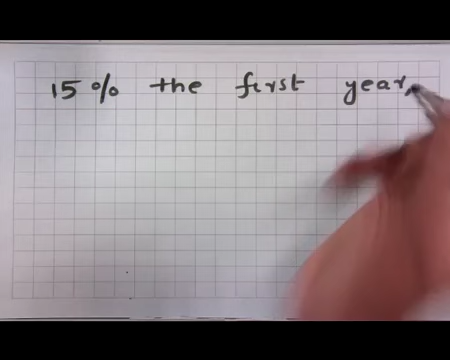 15% the first year,